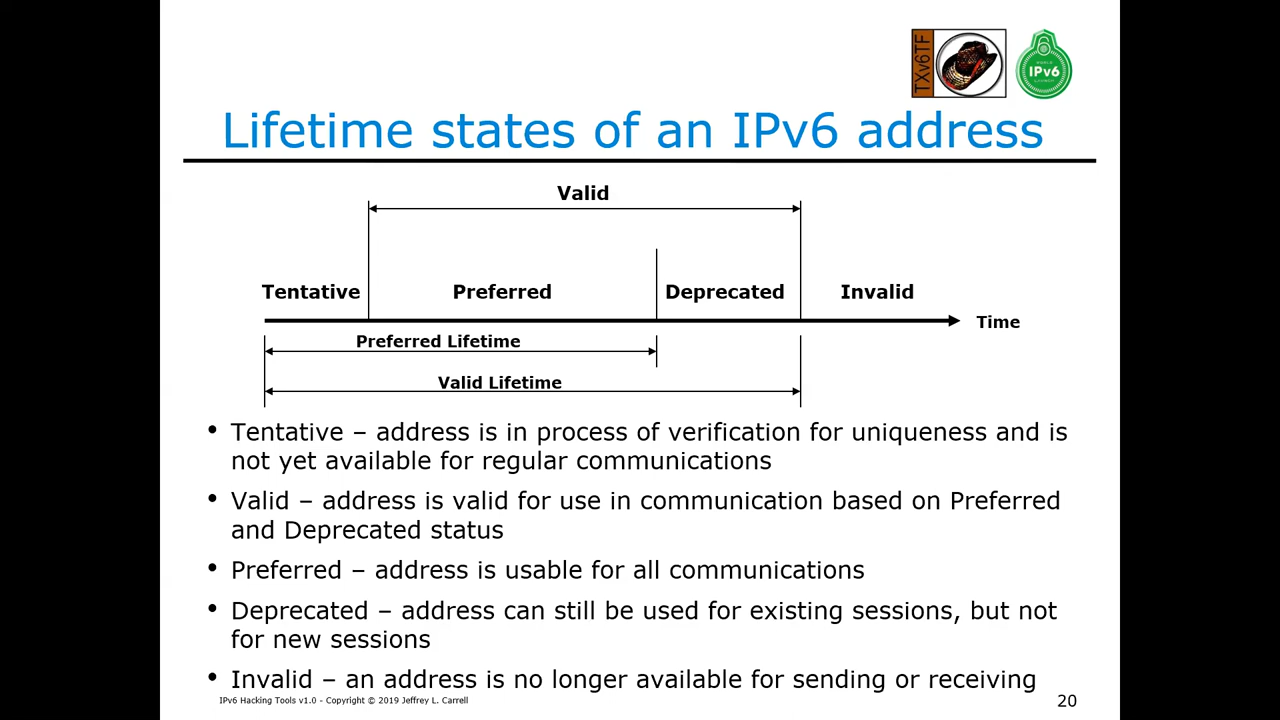 TXv6TF
WORLD
IPv6
LAUNCH
Lifetime states of an IPv6 address
Valid
Tentative Preferred Deprecated Invalid
Time
Preferred Lifetime
Valid Lifetime
• Tentative – address is in process of verification for uniqueness and is
not yet available for regular communications
• Valid – address is valid for use in communication based on Preferred
and Deprecated status
• Preferred – address is usable for all communications
• Deprecated – address can still be used for existing sessions, but not
for new sessions
• Invalid – an address is no longer available for sending or receiving
IPv6 Hacking Tools v1.0 - Copyright © 2019 Jeffrey L. Carrell
20